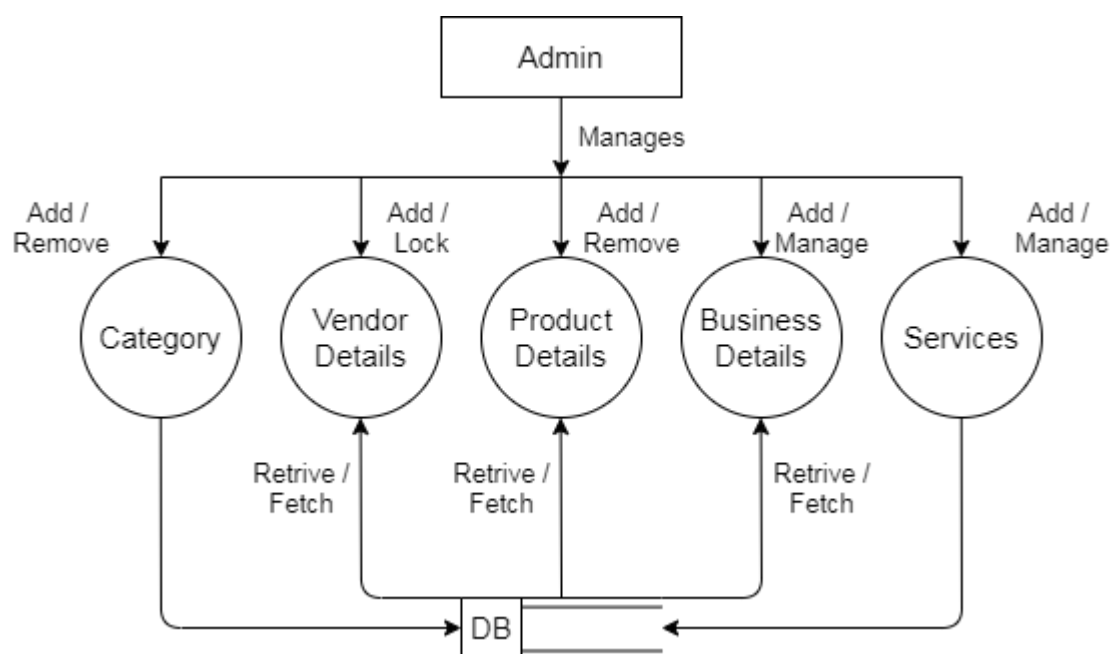 Admin
Manages
Add /
Remove
Add /
Lock
Add /
Remove
Add /
Manage
Add /
Manage
Category
Vendor
Details
Product
Details
Business
Details
Services
Retrive /
Fetch
Retrive /
Fetch
Retrive /
Fetch
DB